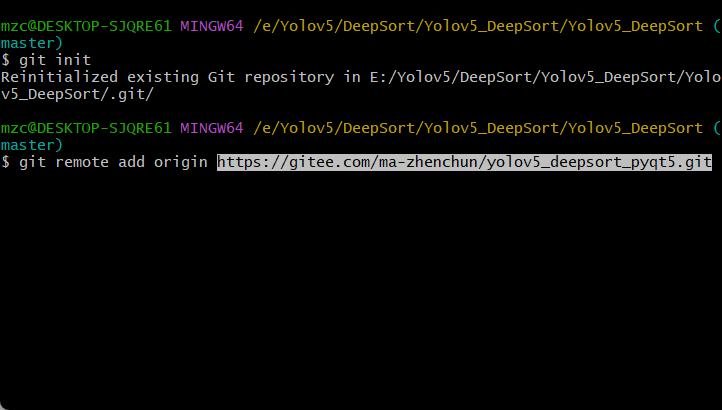 mzc@DESKTOP-SJQRE61 MINGW64 /e/Yolov5/DeepSort/Yolov5_DeepSort/Yolov5_DeepSort (
master)
$ git init
Reinitialized existing Git repository in E:/Yolov5/DeepSort/Yolov5_DeepSort/Yolo
v5_DeepSort/.git/
mzc@DESKTOP-SJQRE61 MINGW64 /e/Yolov5/DeepSort/Yolov5_DeepSort/Yolov5_DeepSort (
master)
$ git remote add origin https://gitee.com/ma-zhenchun/yolov5_deepsort_pyqt5.git